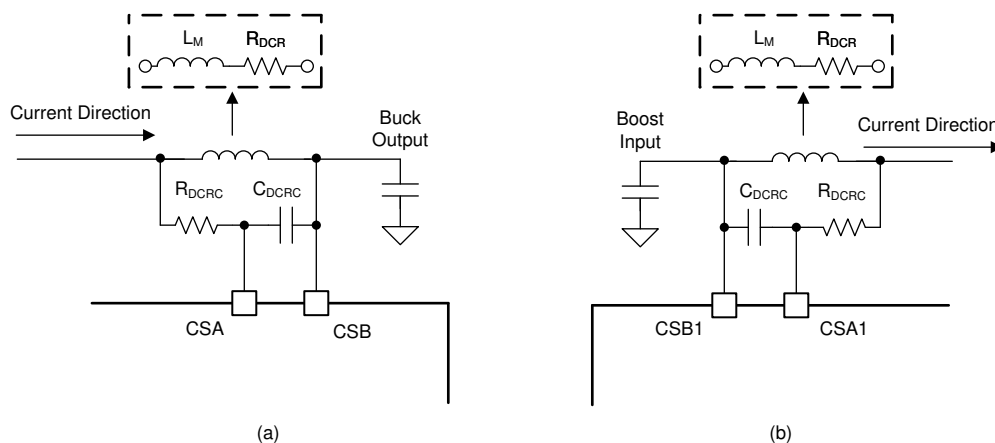 L_M
R_DCR
Current Direction
Buck
Output
R_DCRC
C_DCRC
CSA
CSB
(a)
L_M
R_DCR
Boost
Input
Current Direction
C_DCRC
R_DCRC
CSB1
CSA1
(b)